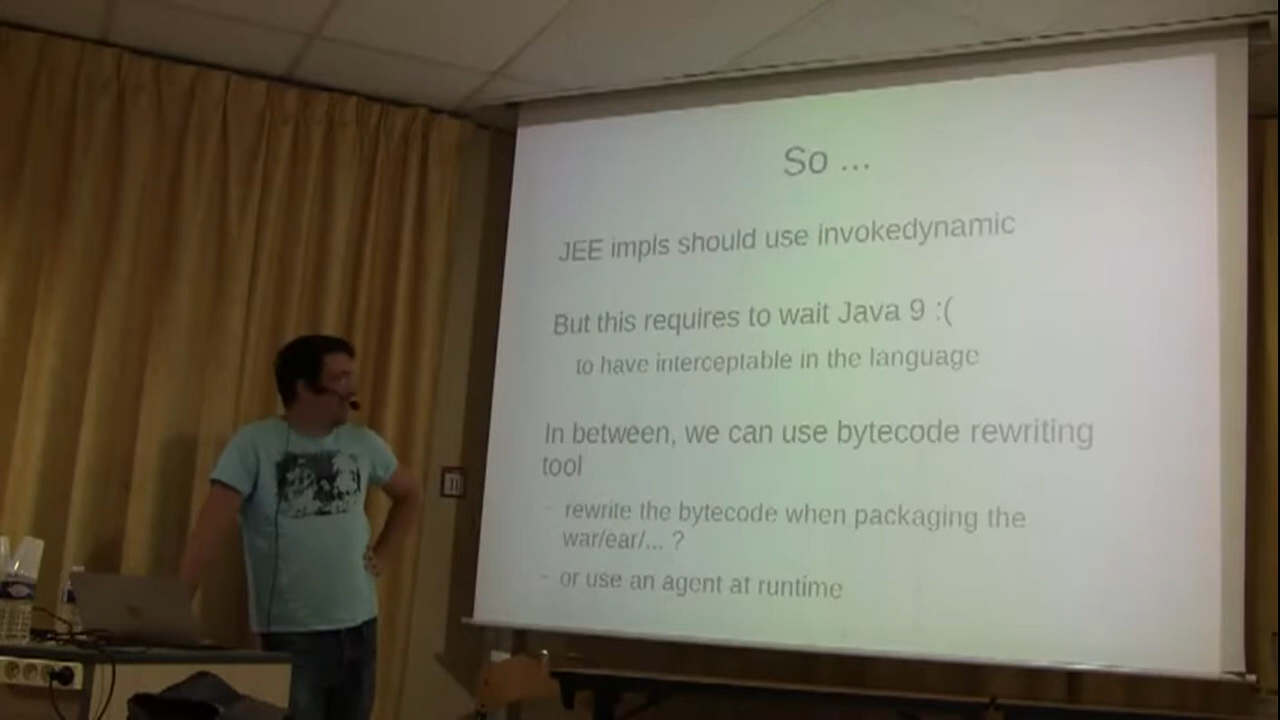 So ...
JEE impls should use invokedynamic
But this requires to wait Java 9 :(
to have interceptable in the language
In between, we can use bytecode rewriting
tool
- rewrite the bytecode when packaging the
war/ear/... ?
- or use an agent at runtime